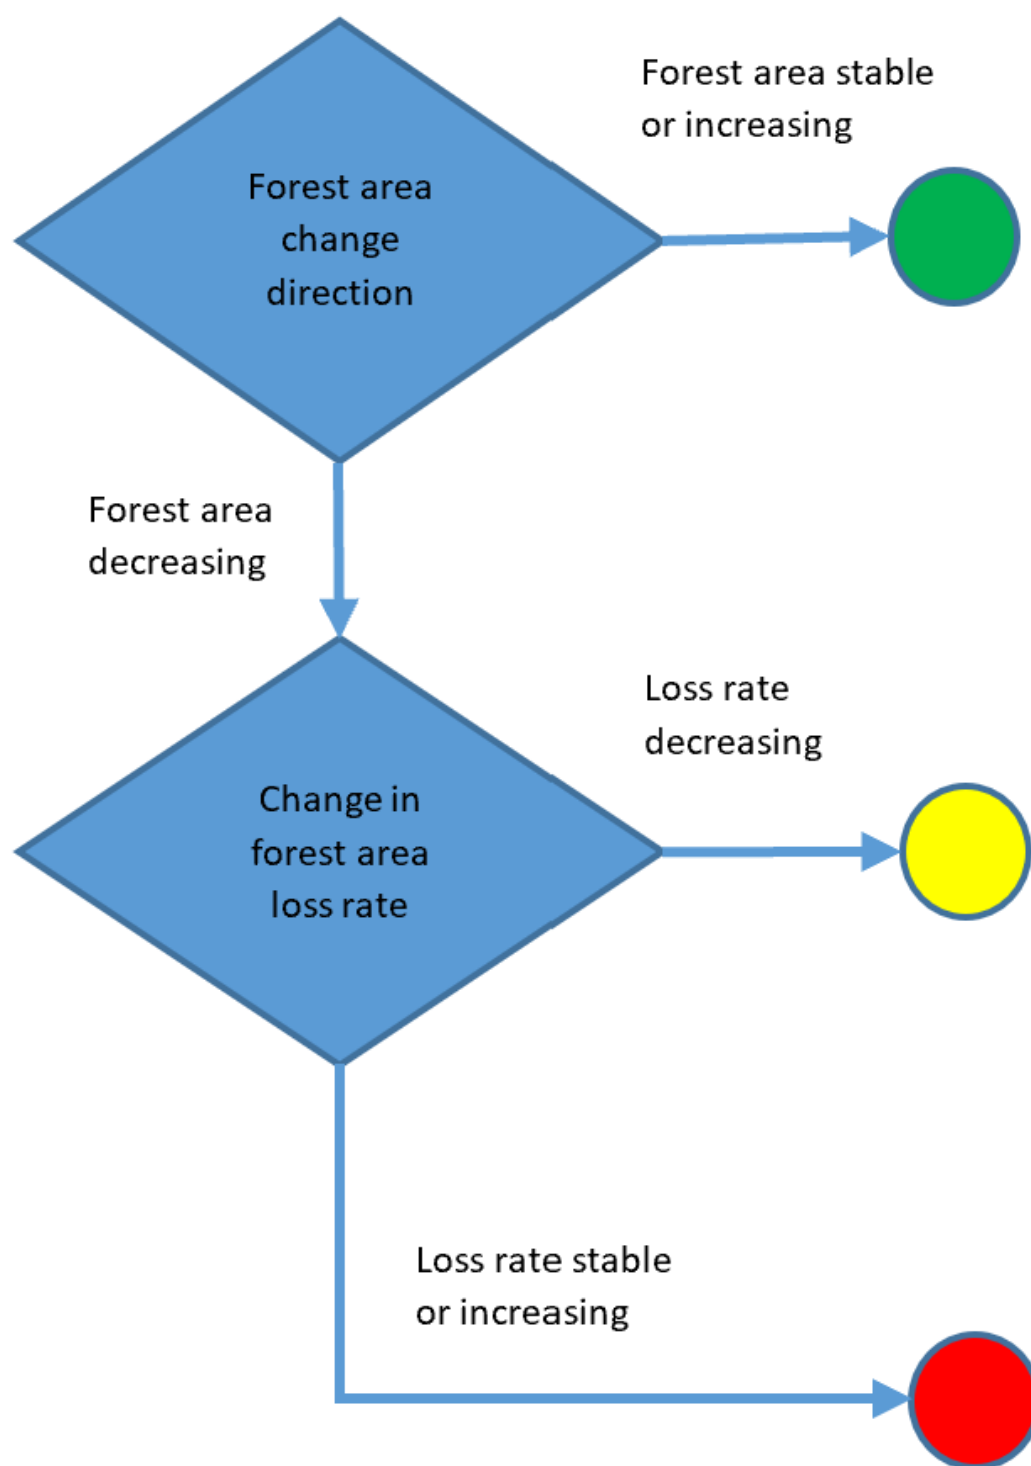 Forest area stable
or increasing
Forest area
change
direction
Forest area
decreasing
Loss rate
decreasing
Change in
forest area
loss rate
Loss rate stable
or increasing